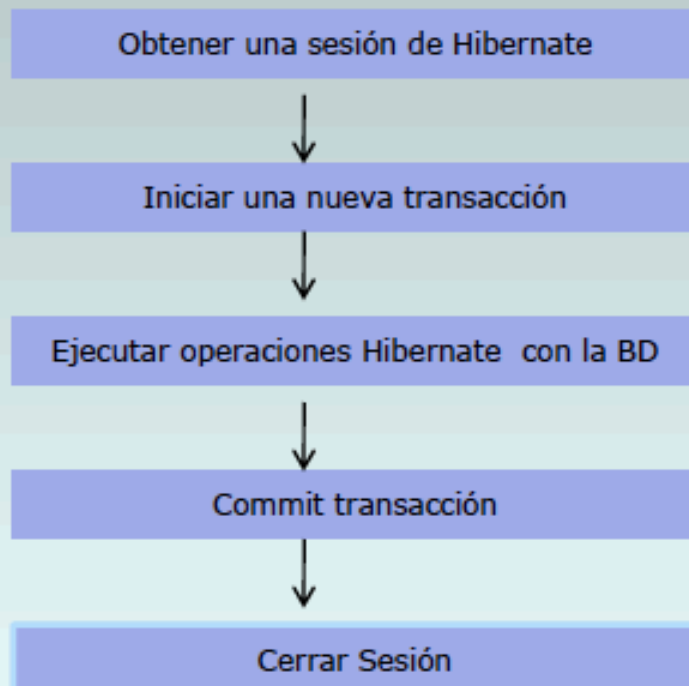 Obtener una sesión de Hibernate
Iniciar una nueva transacción
Ejecutar operaciones Hibernate con la BD
Commit transacción
Cerrar Sesión